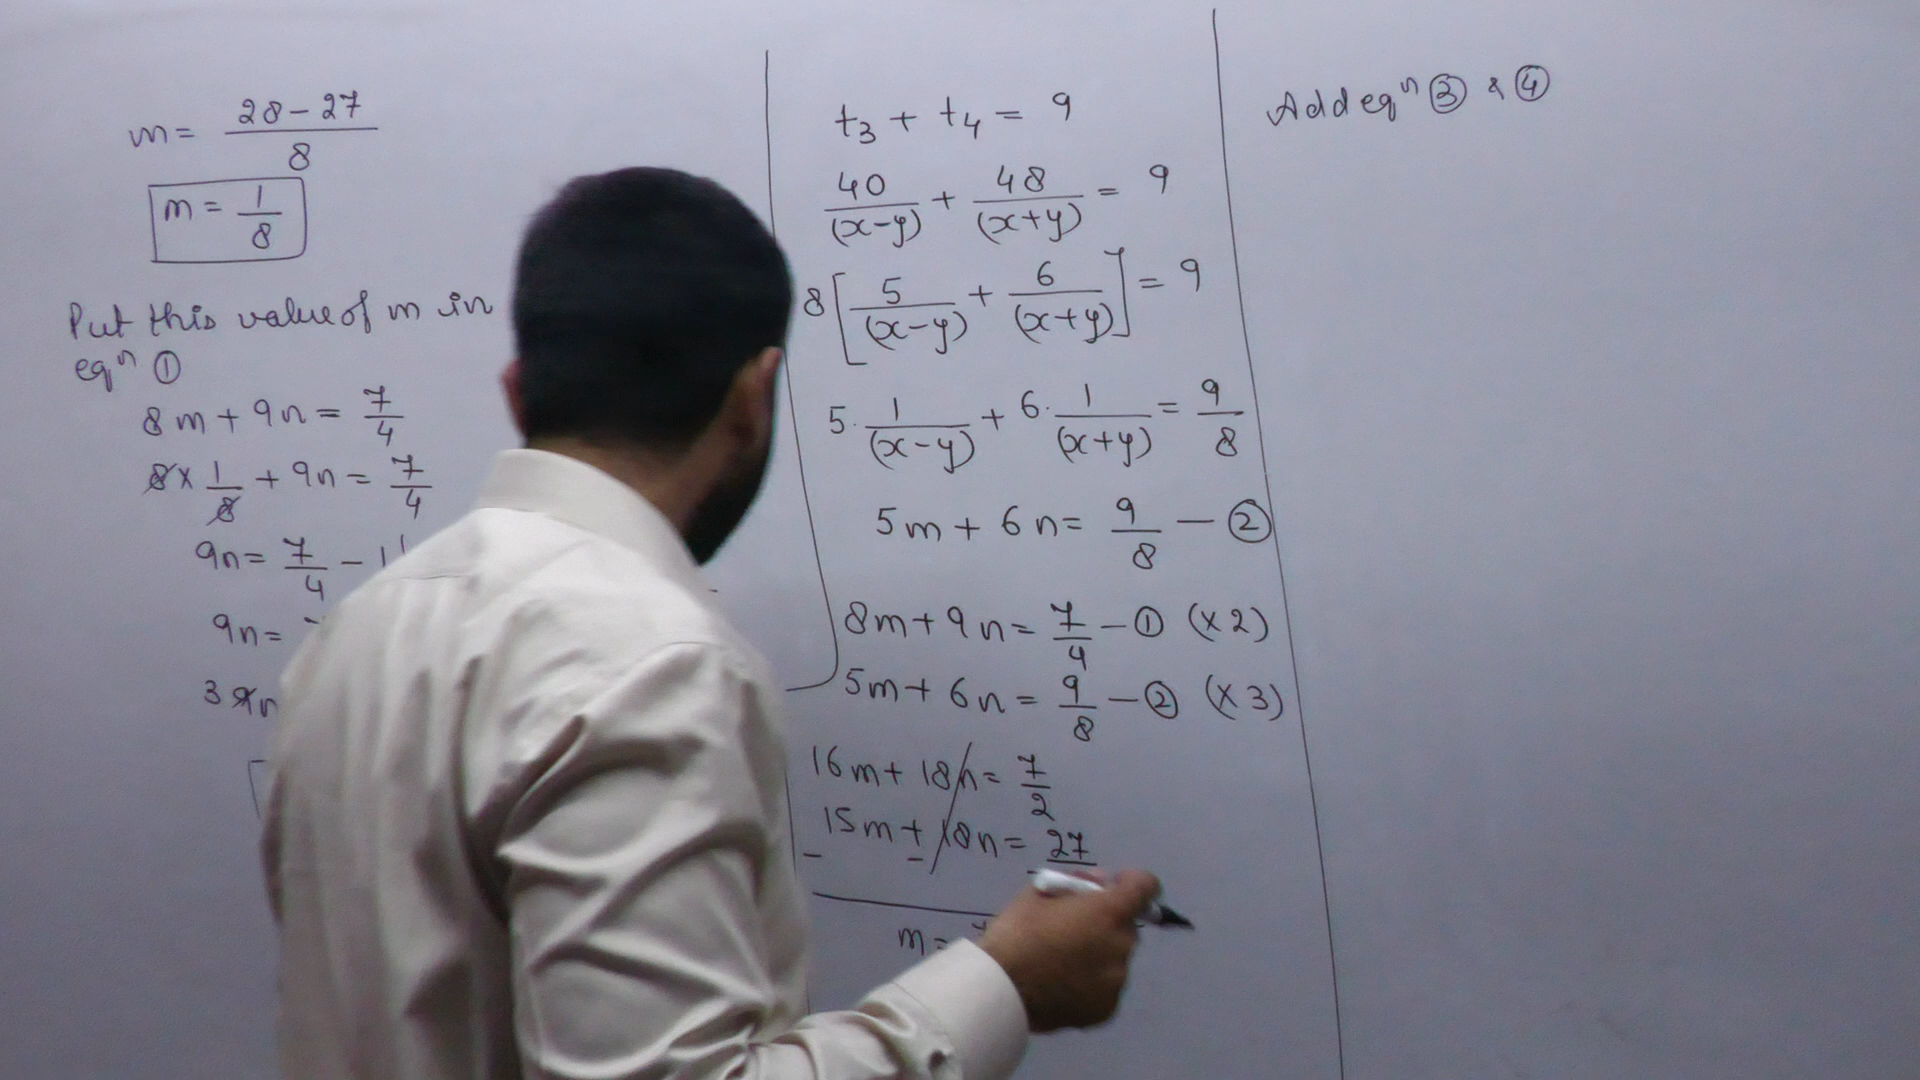 m = 28 - 27 / 8
m = 1/8
Put this value of m in
eqⁿ ①
8m + 9n = 7/4
8 × 1/8 + 9n = 7/4
9n = 7/4 - 1
9n =
3 9n
t₃ + t₄ = 9
40/(x-y) + 48/(x+y) = 9
8[5/(x-y) + 6/(x+y)] = 9
5. 1/(x-y) + 6. 1/(x+y) = 9/8
5m + 6n = 9/8 — ②
8m + 9n = 7/4 — ① (×2)
5m + 6n = 9/8 — ② (×3)
16m + 18n = 7/2
15m + 18n = 27
- -
m =
Add eqⁿ ③ & ④